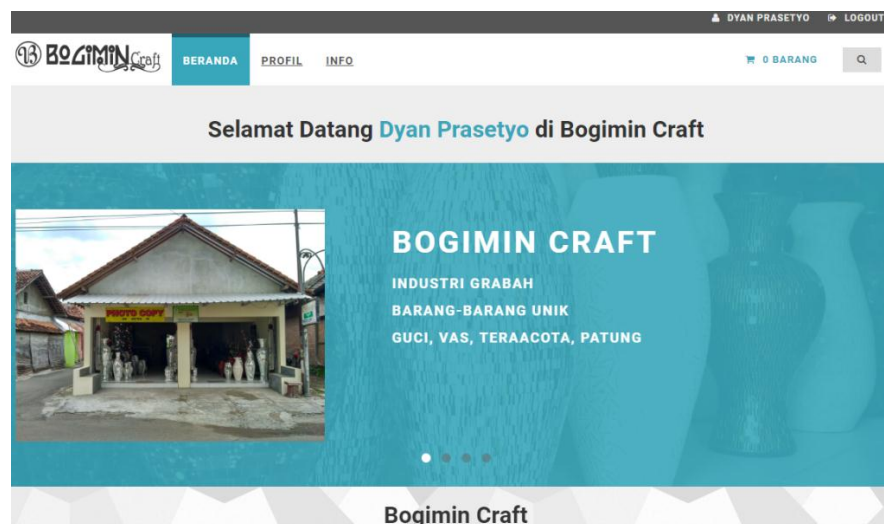 DYAN PRASETYO LOGOUT
BOGIMIN Craft BERANDA PROFIL INFO 0 BARANG
Selamat Datang Dyan Prasetyo di Bogimin Craft
PHOTO COPY
BOGIMIN CRAFT
INDUSTRI GRABAH
BARANG-BARANG UNIK
GUCI, VAS, TERAACOTA, PATUNG
Bogimin Craft